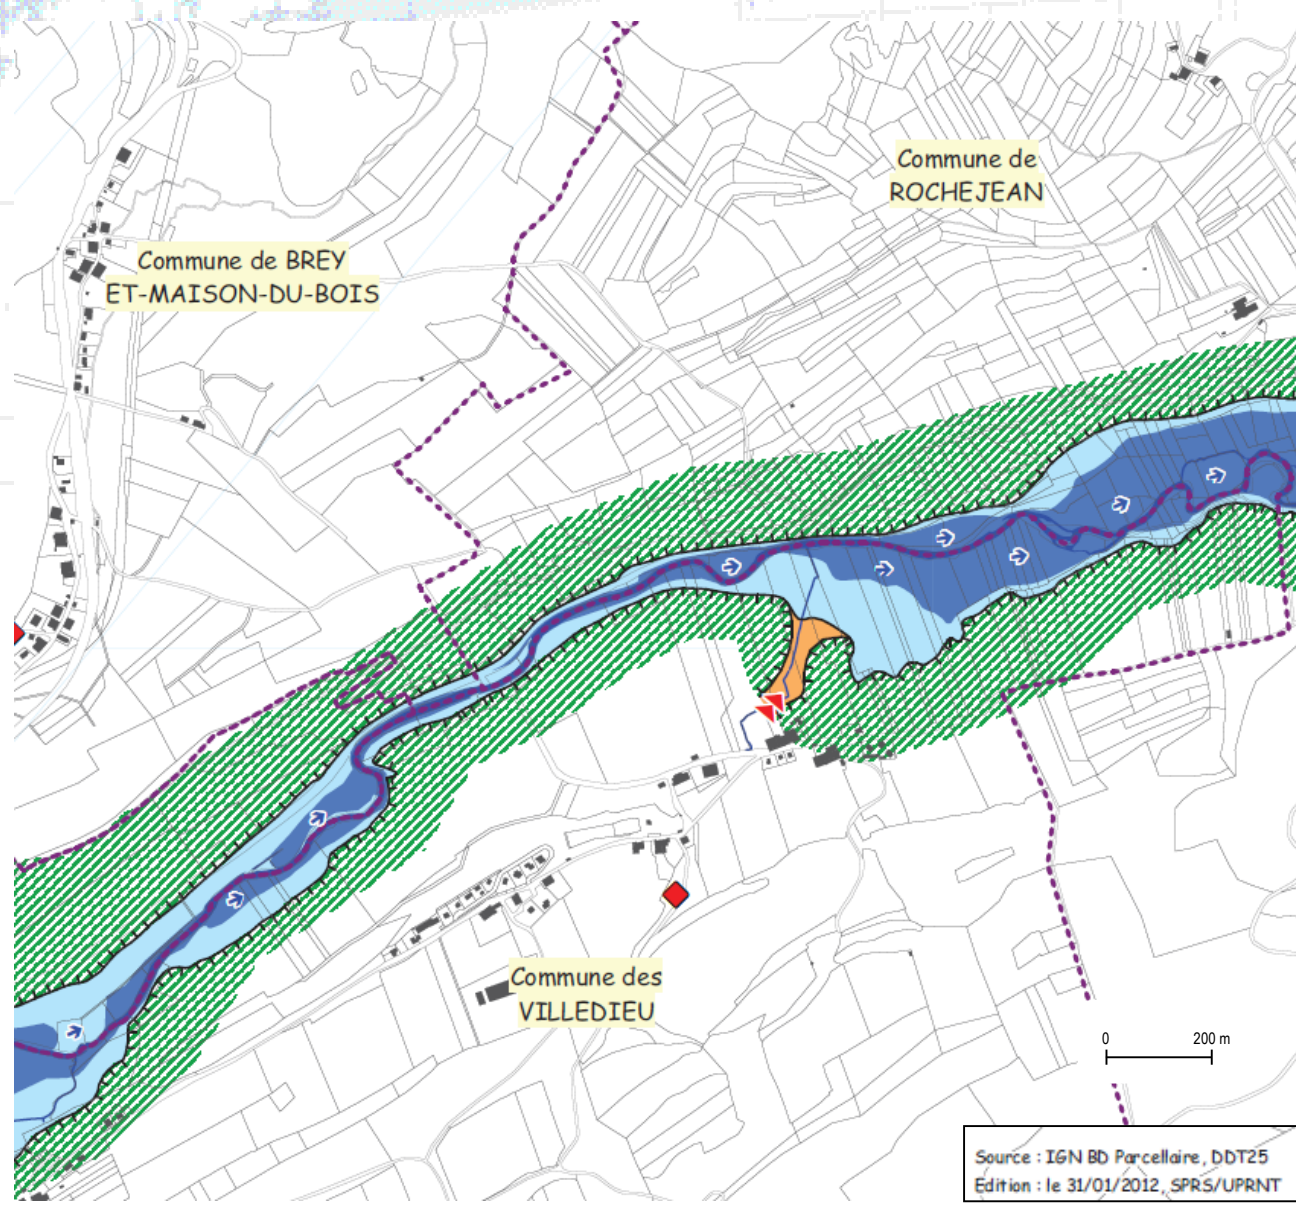 Commune de
ROCHEJEAN
Commune de BREY
ET-MAISON-DU-BOIS
Commune des
VILLEDIEU
0 200 m
Source : IGN BD Parcellaire, DDT25
Edition : le 31/01/2012, SPRS/UPRNT